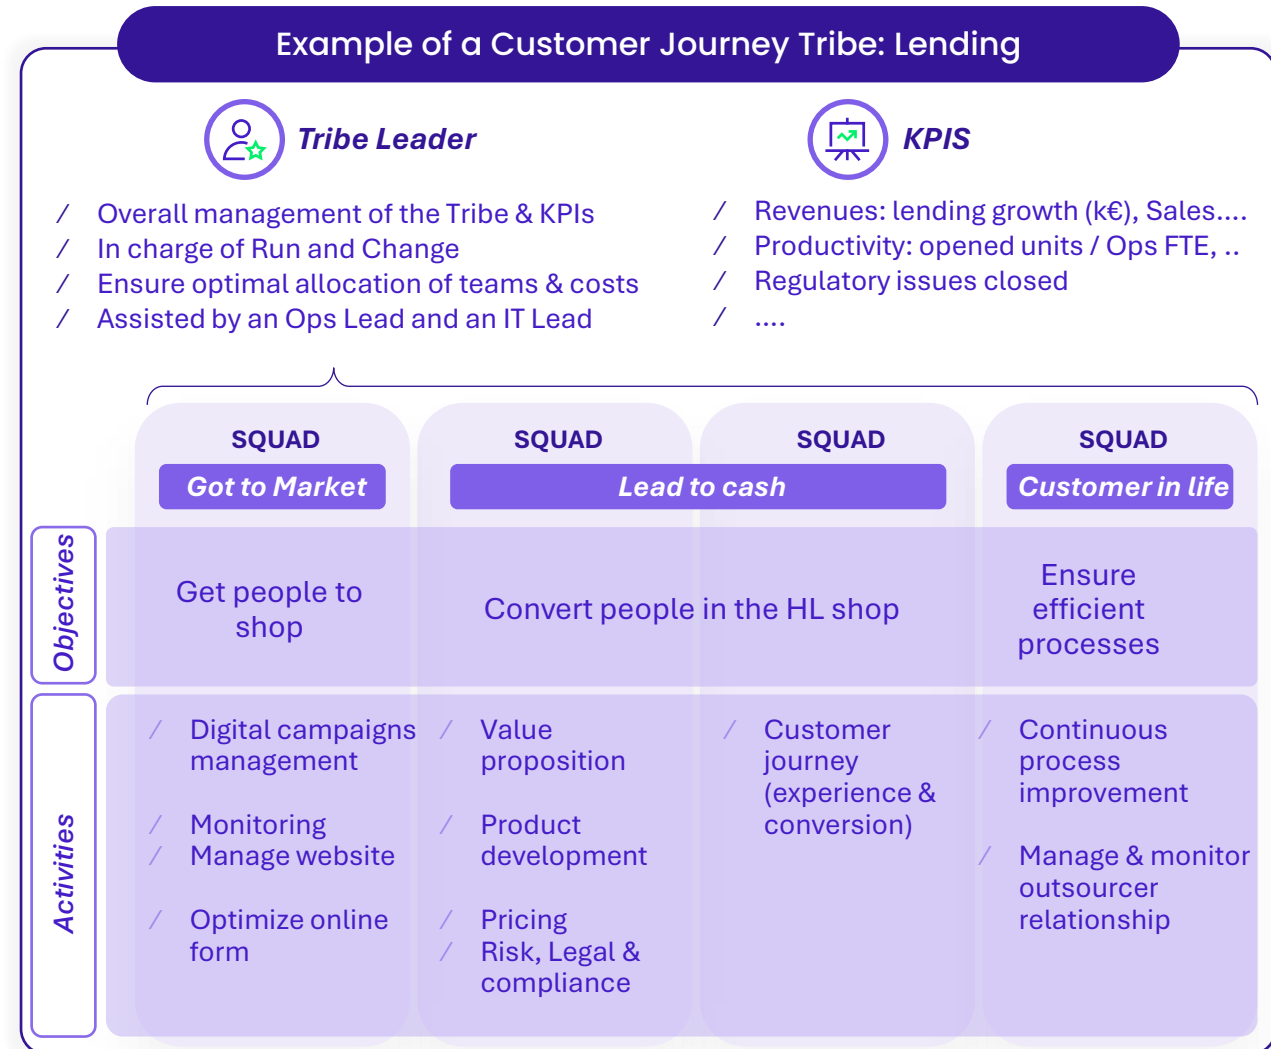 Example of a Customer Journey Tribe: Lending
Tribe Leader
/ Overall management of the Tribe & KPIs
/ In charge of Run and Change
/ Ensure optimal allocation of teams & costs
/ Assisted by an Ops Lead and an IT Lead
KPIS
/ Revenues: lending growth (k€), Sales....
/ Productivity: opened units / Ops FTE, ..
/ Regulatory issues closed
/ ....
SQUAD
Got to Market
SQUAD
SQUAD
Lead to cash
SQUAD
Customer in life
Objectives
Get people to
shop
Convert people in the HL shop
Ensure
efficient
processes
Activities
/ Digital campaigns
management
/ Monitoring
/ Manage website
/ Optimize online
form
/ Value
proposition
/ Product
development
/ Pricing
/ Risk, Legal &
compliance
/ Customer
journey
(experience &
conversion)
/ Continuous
process
improvement
/ Manage & monitor
outsourcer
relationship